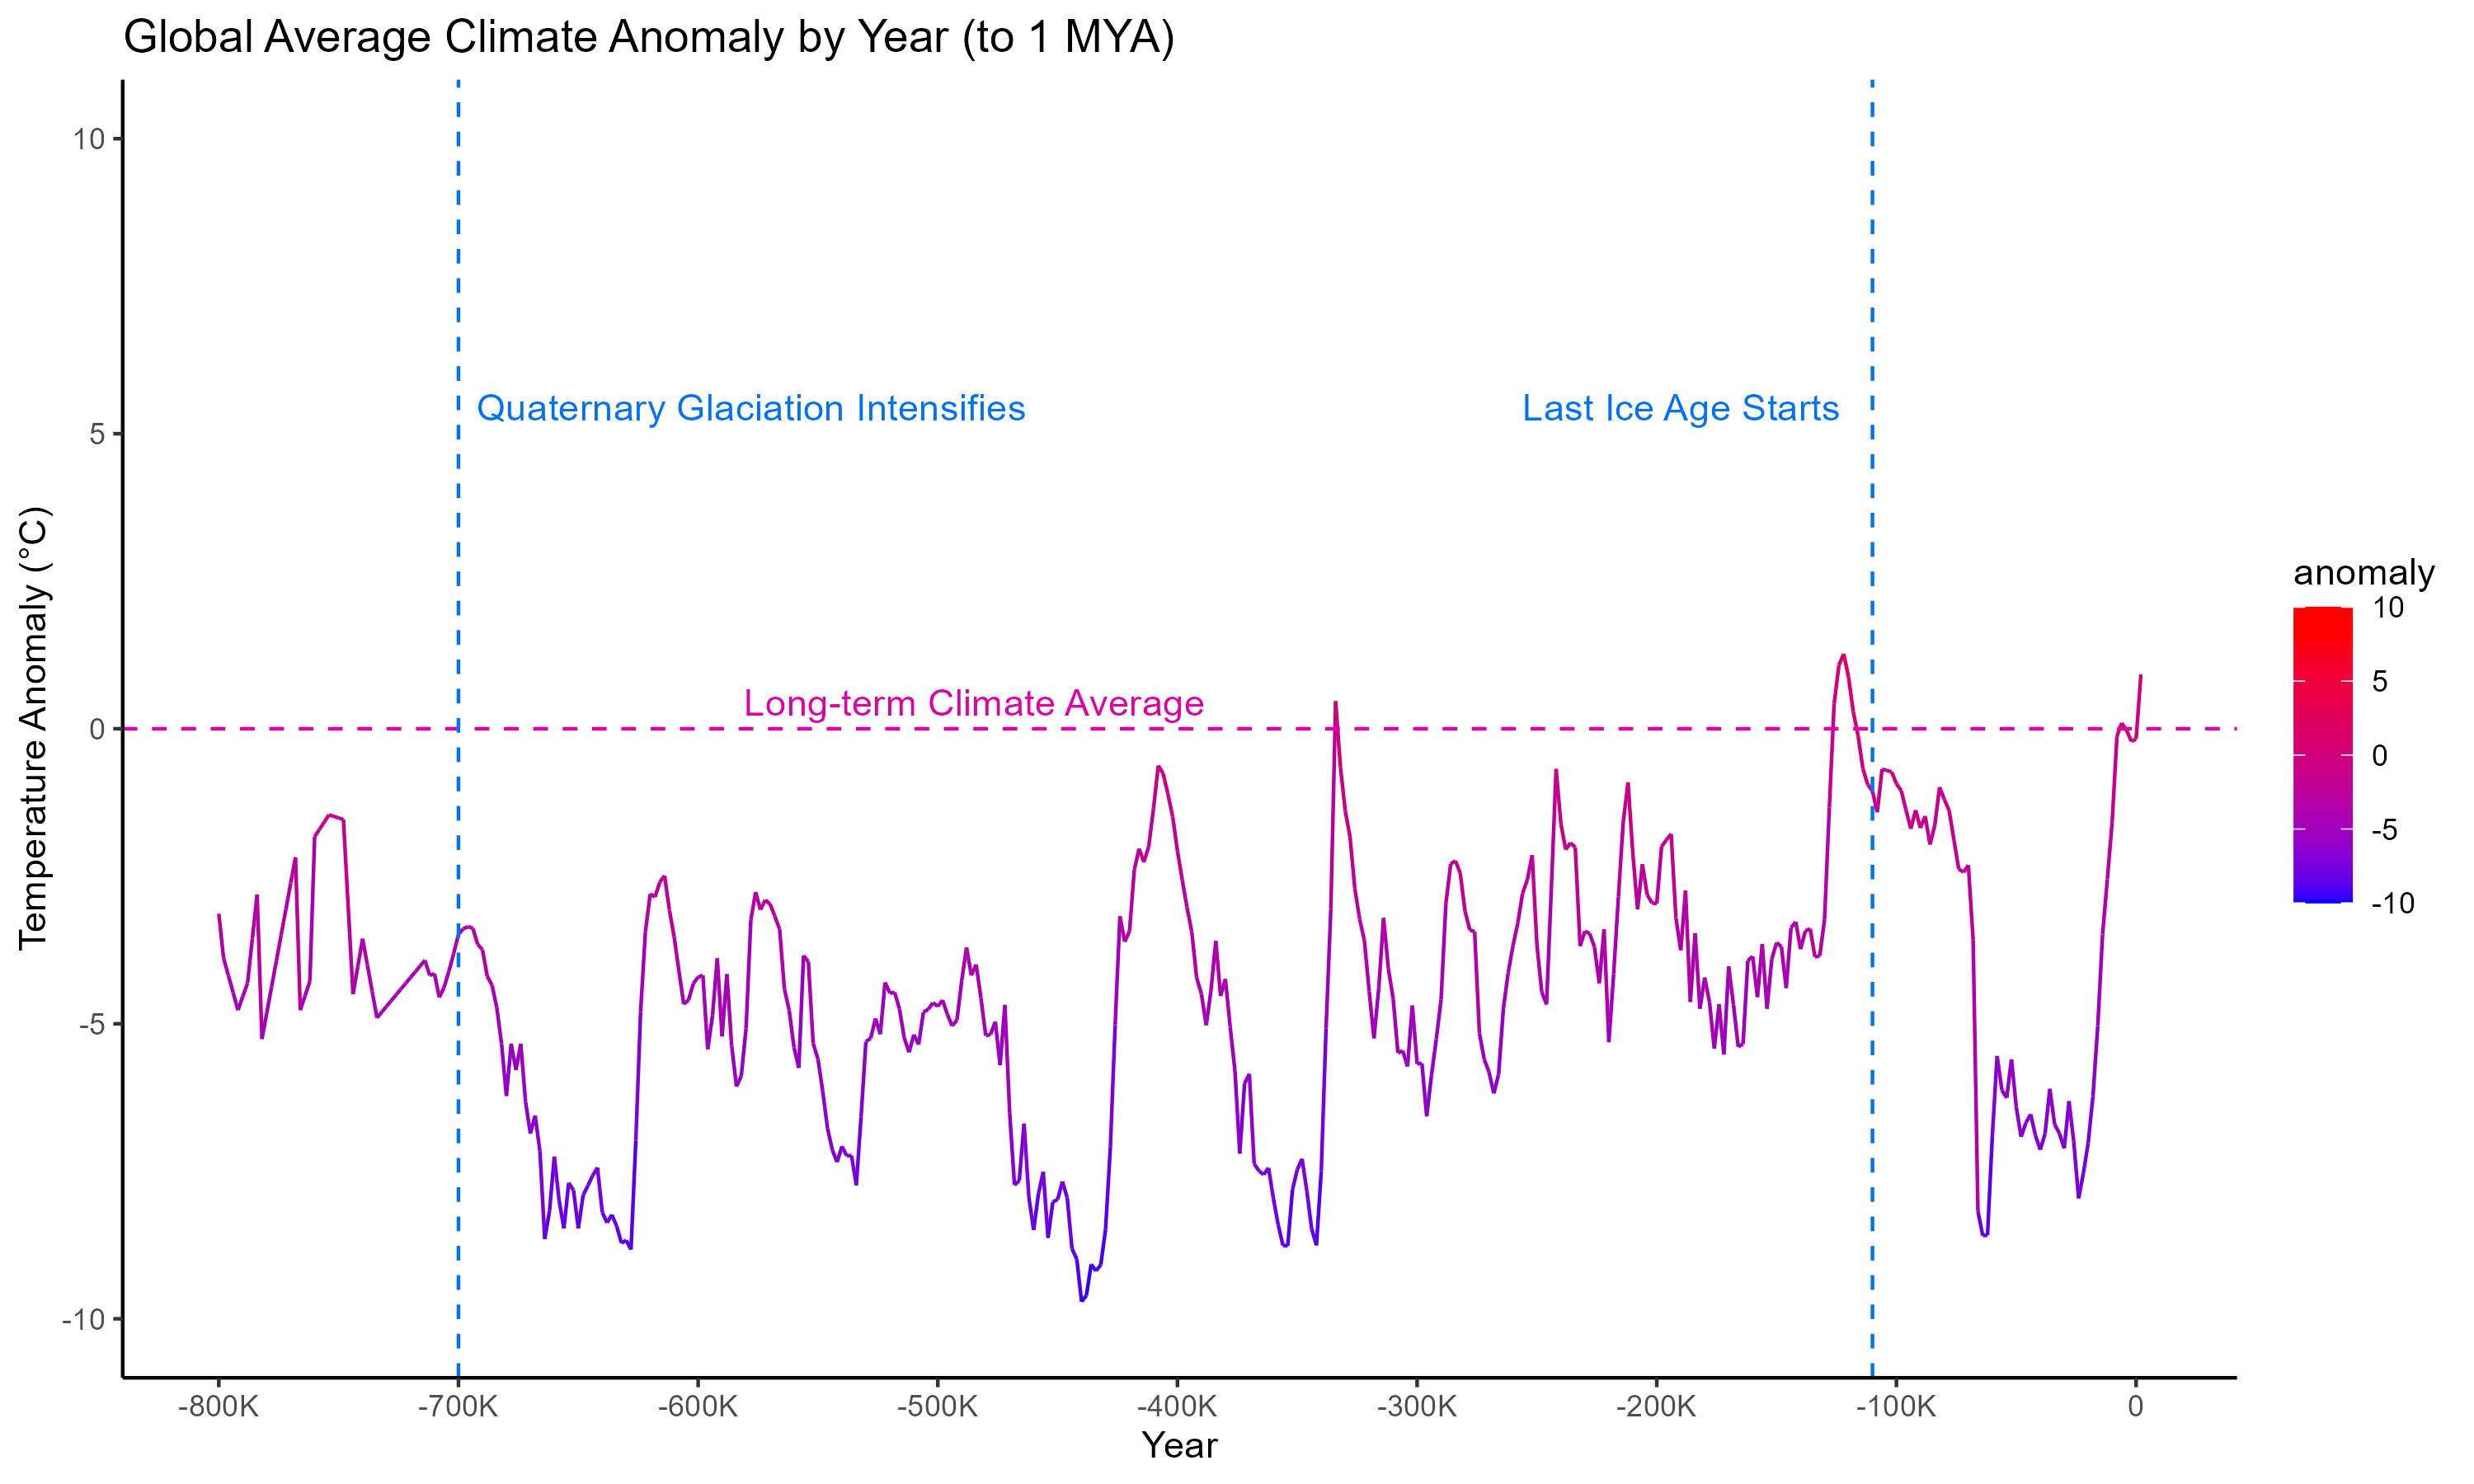 Global Average Climate Anomaly by Year (to 1 MYA)
Temperature Anomaly (°C)
10
5
0
-5
-10
Quaternary Glaciation Intensifies
Last Ice Age Starts
Long-term Climate Average
anomaly
10
5
0
-5
-10
-800K
-700K
-600K
-500K
-400K
-300K
-200K
-100K
0
Year